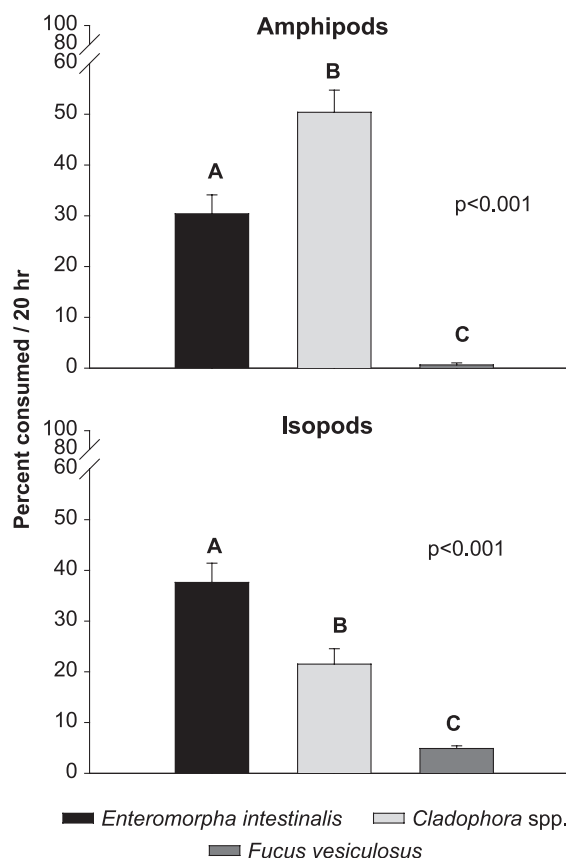 Amphipods
100
80
60
50
40
30
20
10
0
A
B
C
p<0.001
Percent consumed / 20 hr
Isopods
100
80
60
50
40
30
20
10
0
A
B
C
p<0.001
Enteromorpha intestinalis Cladophora spp.
Fucus vesiculosus